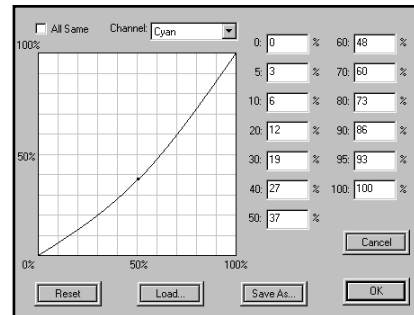 All Same Channel: Cyan
100%
50%
0% 50% 100%
0: 0 % 60: 48 %
5: 3 % 70: 60 %
10: 6 % 80: 73 %
20: 12 % 90: 86 %
30: 19 % 95: 93 %
40: 27 % 100: 100 %
50: 37 %
Cancel
Reset Load... Save As... OK